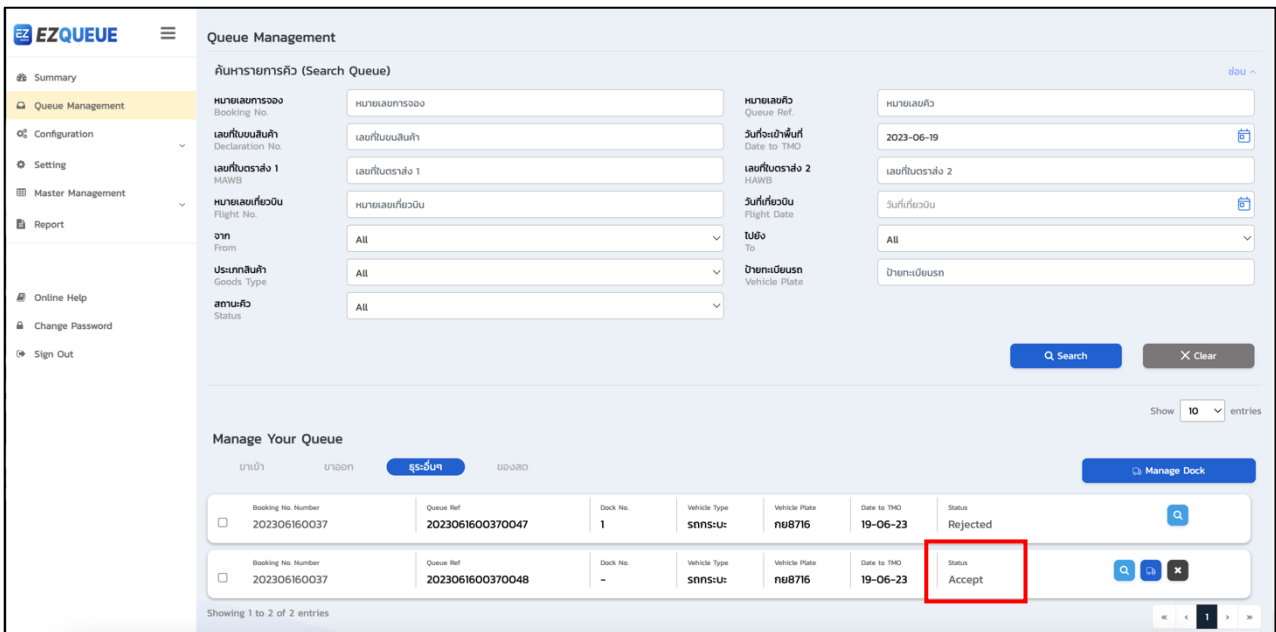 EZ EZQUEUE
Summary
Queue Management
Configuration
Setting
Master Management
Report
Online Help
Change Password
Sign Out
Queue Management
ค้นหารายการคิว (Search Queue) ซ่อน
หมายเลขการจอง หมายเลขการจอง หมายเลขคิว หมายเลขคิว
Booking No. Queue Ref.
เลขที่ใบขนสินค้า เลขที่ใบขนสินค้า วันที่จะเข้าพื้นที่ 2023-06-19
Declaration No. Date to TMO
เลขที่ใบตราส่ง 1 เลขที่ใบตราส่ง 1 เลขที่ใบตราส่ง 2 เลขที่ใบตราส่ง 2
MAWB HAWB
หมายเลขเที่ยวบิน หมายเลขเที่ยวบิน วันที่เที่ยวบิน วันที่เที่ยวบิน
Flight No. Flight Date
จาก All ไปยัง All
From To
ประเภทสินค้า All ป้ายทะเบียนรถ ป้ายทะเบียนรถ
Goods Type Vehicle Plate
สถานะคิว All
Status
Search Clear
Show 10 entries
Manage Your Queue
ขาเข้า ขาออก ธุระอื่นๆ ของสด Manage Dock
Booking No. Number Queue Ref Dock No. Vehicle Type Vehicle Plate Date to TMO Status
202306160037 2023061600370047 1 รถกระบะ กย8716 19-06-23 Rejected
Booking No. Number Queue Ref Dock No. Vehicle Type Vehicle Plate Date to TMO Status
202306160037 2023061600370048 - รถกระบะ กย8716 19-06-23 Accept
Showing 1 to 2 of 2 entries « ‹ 1 › »